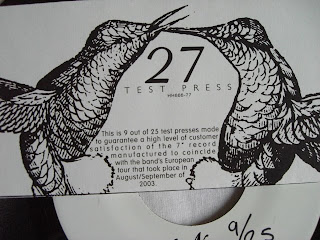 27
TEST PRESS
HH666-77
This is 9 out of 25 test presses made
to guarantee a high level of customer
satisfaction of the 7" record
manufactured to coincide
with the band's European
tour that took place in
August/September of
2003.
9/25